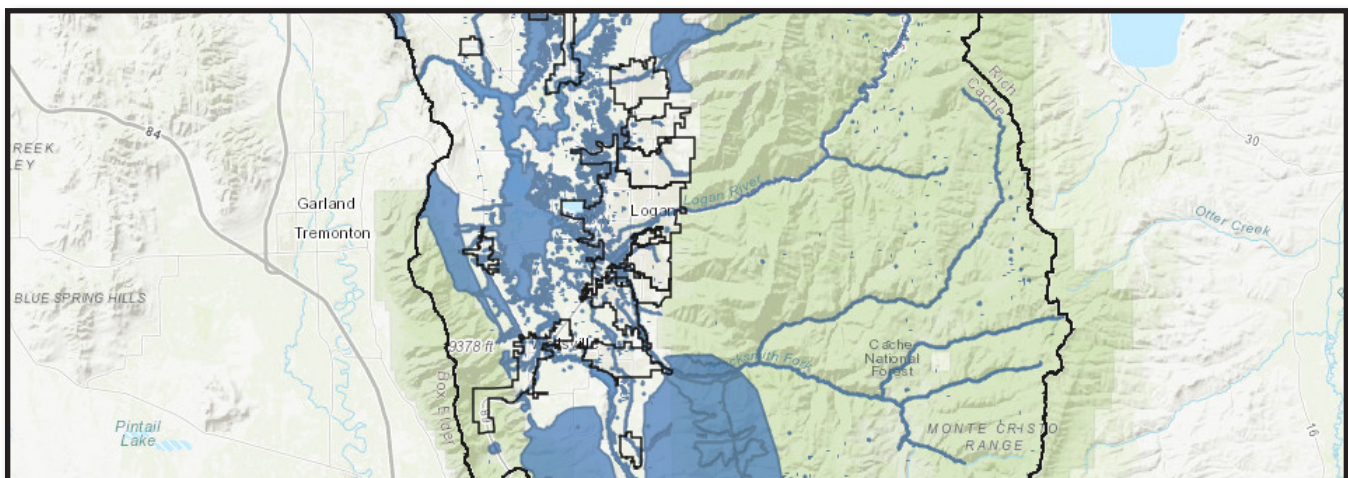 Rich
Cache
84
30
REEK
EY
Logan River
Garland
Logan
Otter Creek
Tremonton
BLUE SPRING HILLS
9378 ft
Cache
National
Forest
Box Elder
Pintail
Lake
MONTE CRISTO
RANGE
16